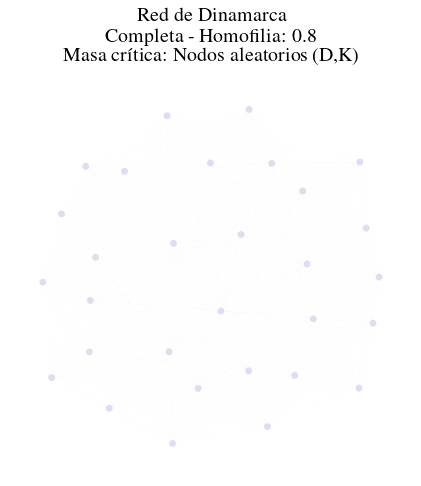 Red de Dinamarca
Completa - Homofilia: 0.8
Masa crítica: Nodos aleatorios (D,K)